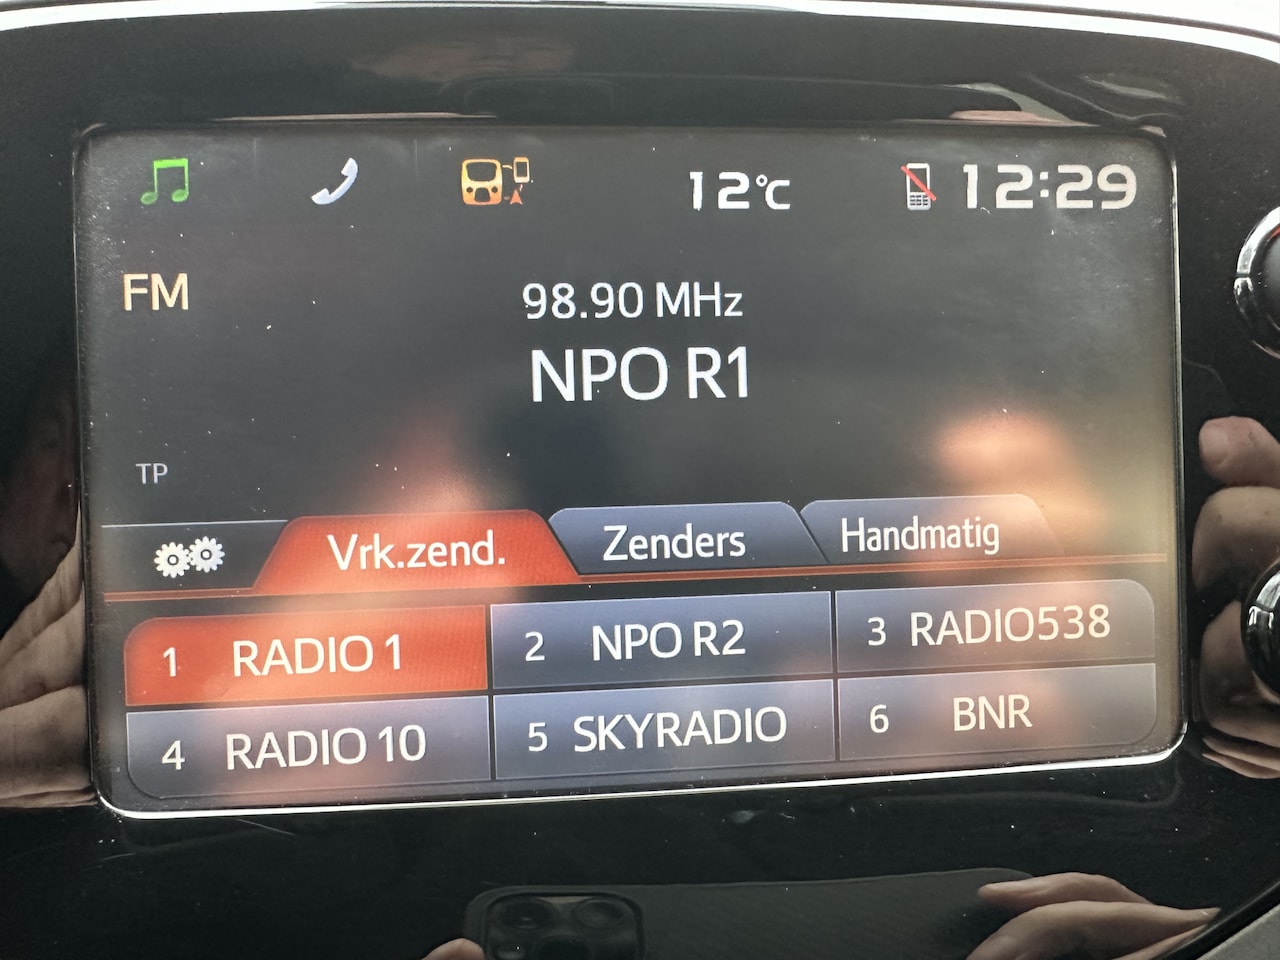 12°C
12:29
FM
98.90 MHz
NPO R1
TP
Vrk.zend.
Zenders
Handmatig
1 RADIO 1
2 NPO R2
3 RADIO538
4 RADIO 10
5 SKYRADIO
6 BNR